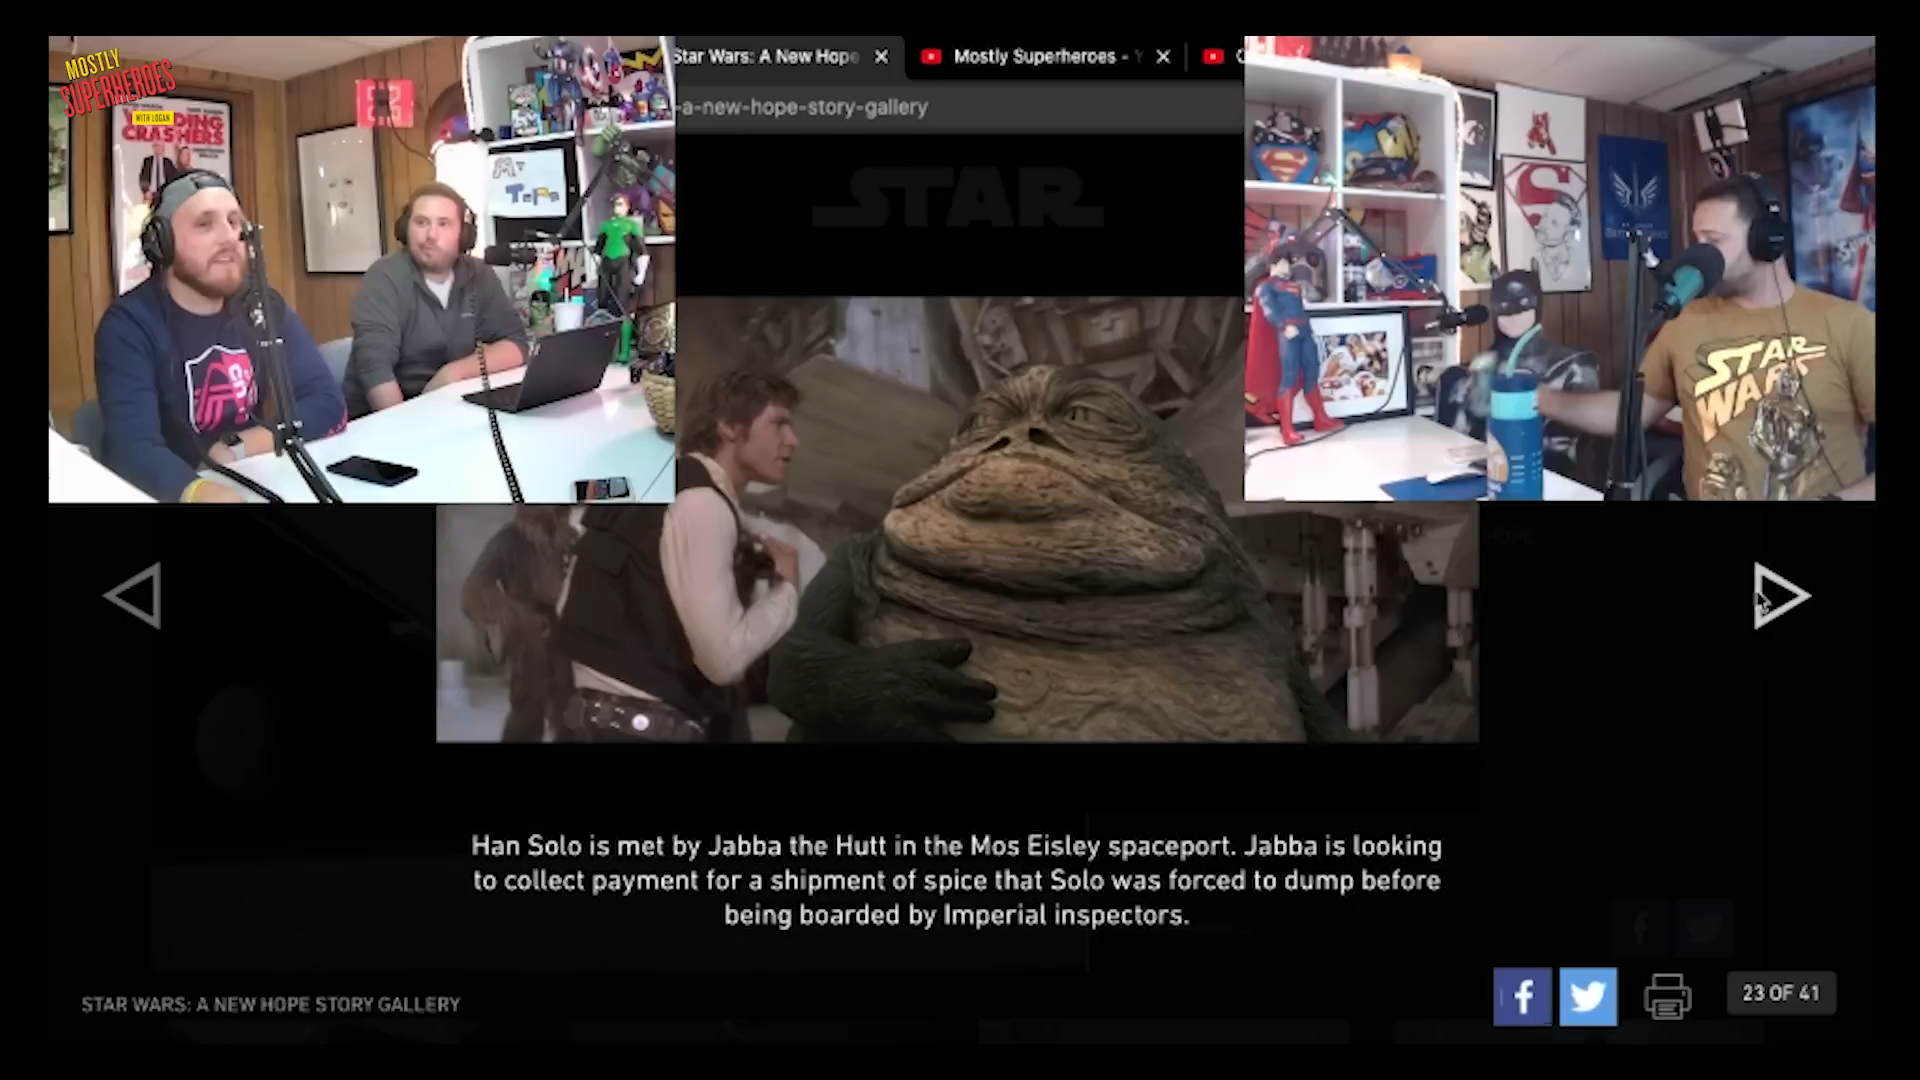 MOSTLY
SUPERHEROES
WITH LOGAN
CRASHERS
Star Wars: A New Hope
Mostly Superheroes -
-a-new-hope-story-gallery
STAR
STAR
WARS
HOPE
Han Solo is met by Jabba the Hutt in the Mos Eisley spaceport. Jabba is looking
to collect payment for a shipment of spice that Solo was forced to dump before
being boarded by Imperial inspectors.
STAR WARS: A NEW HOPE STORY GALLERY
23 OF 41